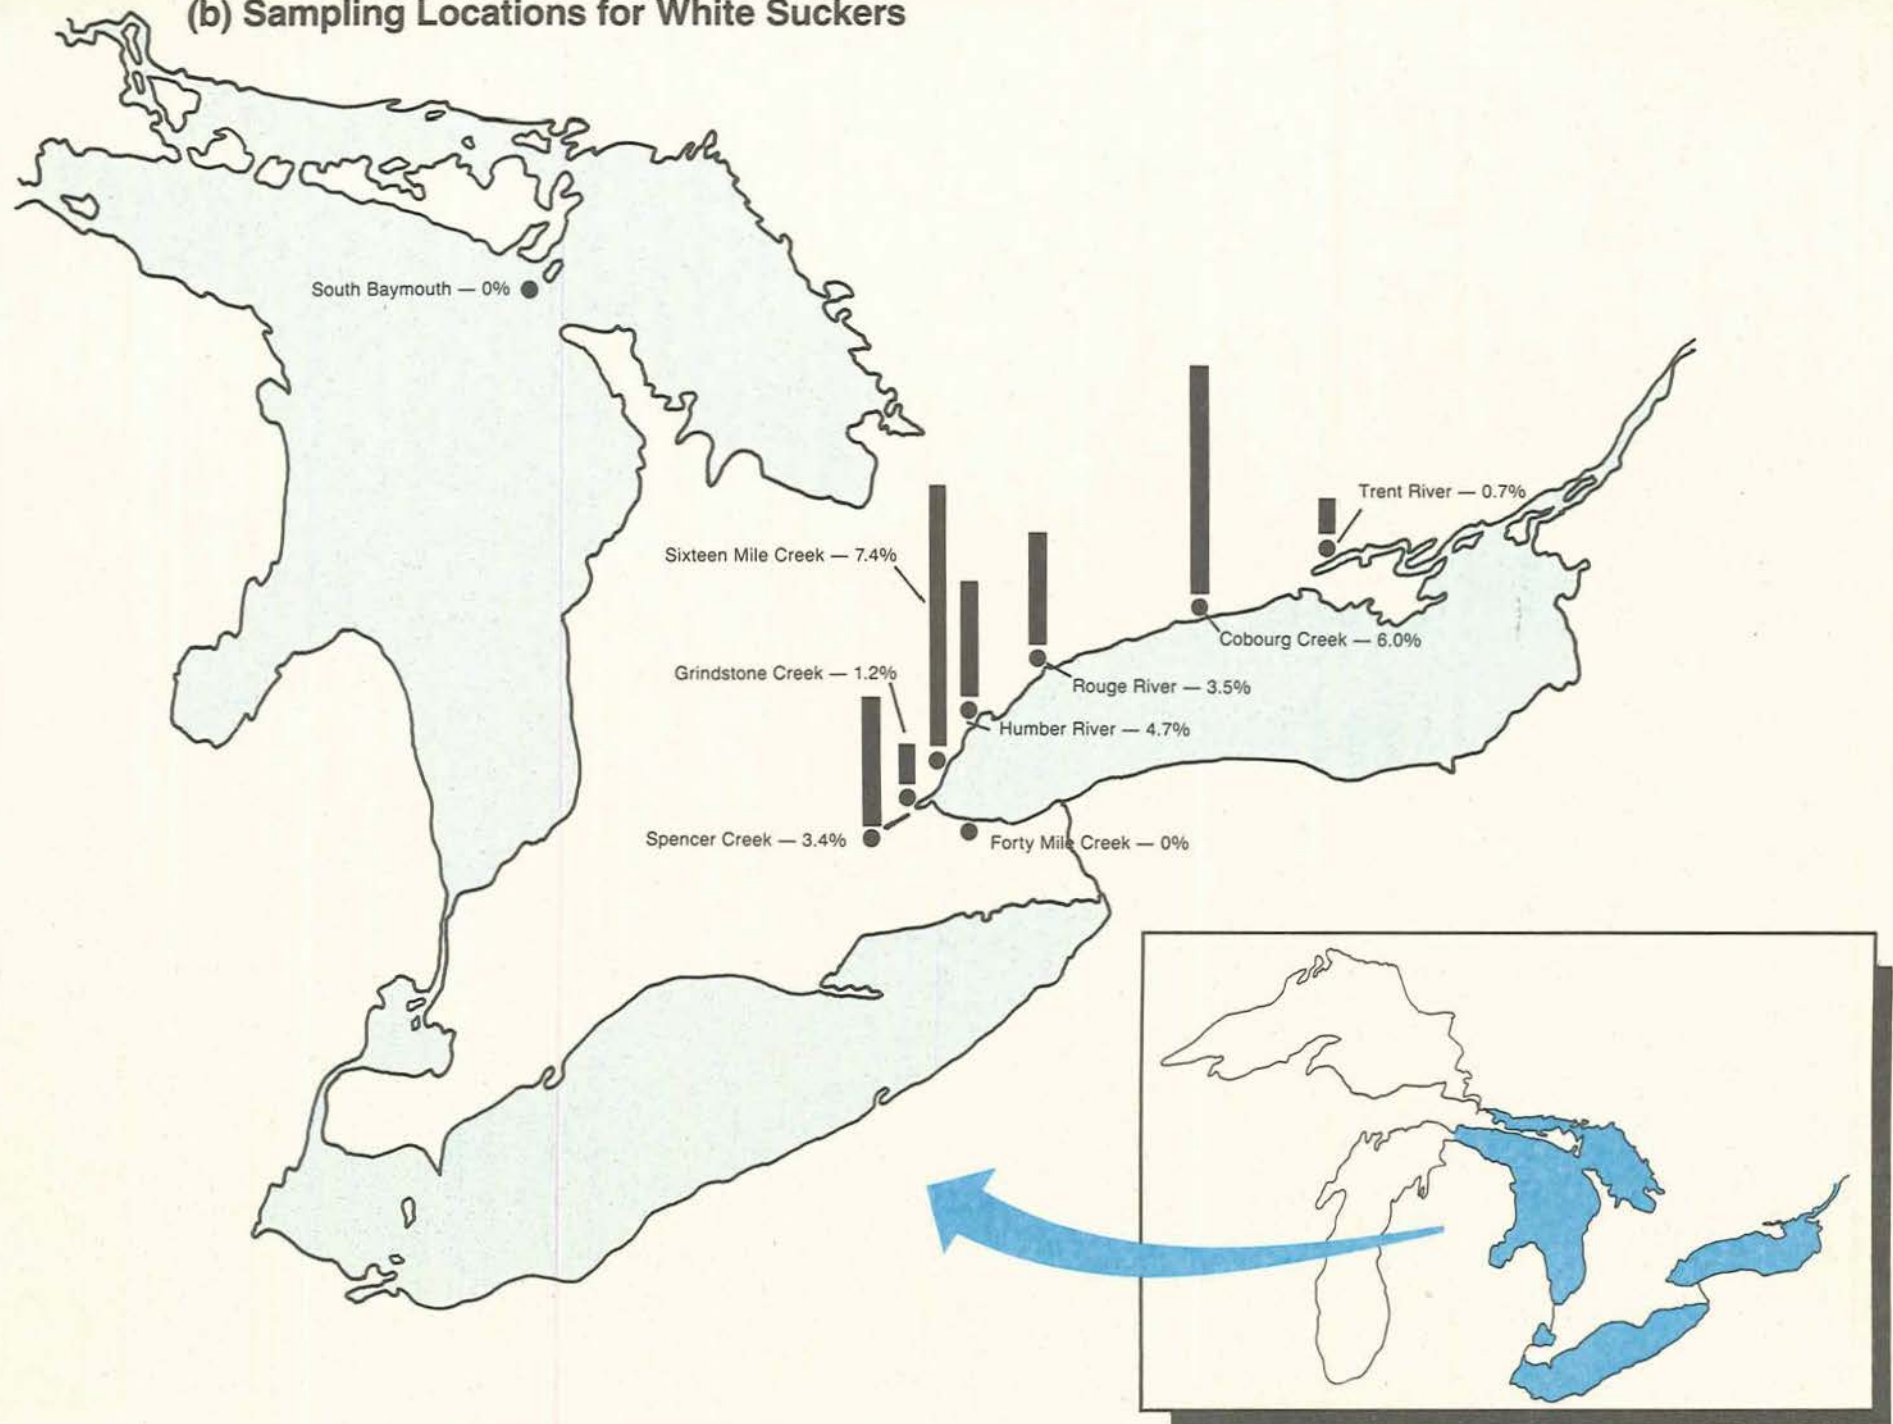 (b) Sampling Locations for White Suckers
South Baymouth — 0%
Trent River — 0.7%
Sixteen Mile Creek — 7.4%
Cobourg Creek — 6.0%
Grindstone Creek — 1.2%
Rouge River — 3.5%
Humber River — 4.7%
Spencer Creek — 3.4%
Forty Mile Creek — 0%